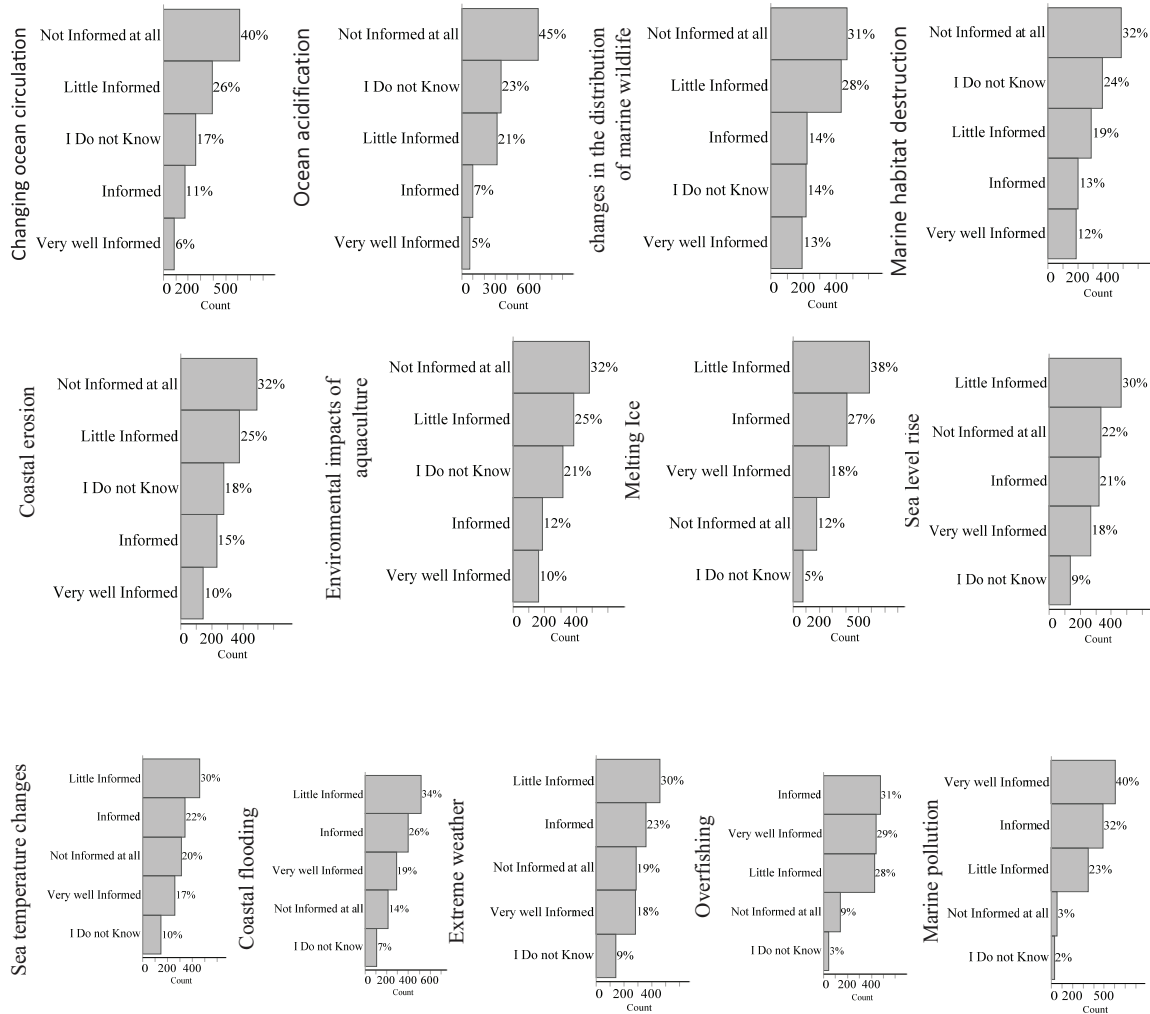 Changing ocean circulation
Not Informed at all 40%
Little Informed 26%
I Do not Know 17%
Informed 11%
Very well Informed 6%
0 200 500
Count
Ocean acidification
Not Informed at all 45%
I Do not Know 23%
Little Informed 21%
Informed 7%
Very well Informed 5%
0 300 600
Count
changes in the distribution
of marine wildlife
Not Informed at all 31%
Little Informed 28%
Informed 14%
I Do not Know 14%
Very well Informed 13%
0 200 400
Count
Marine habitat destruction
Not Informed at all 32%
I Do not Know 24%
Little Informed 19%
Informed 13%
Very well Informed 12%
0 200 400
Count
Coastal erosion
Not Informed at all 32%
Little Informed 25%
I Do not Know 18%
Informed 15%
Very well Informed 10%
0 200 400
Count
Environmental impacts of
aquaculture
Not Informed at all 32%
Little Informed 25%
I Do not Know 21%
Informed 12%
Very well Informed 10%
0 200 400
Count
Melting Ice
Little Informed 38%
Informed 27%
Very well Informed 18%
Not Informed at all 12%
I Do not Know 5%
0 200 500
Count
Sea level rise
Little Informed 30%
Not Informed at all 22%
Informed 21%
Very well Informed 18%
I Do not Know 9%
0 200 400
Count
Sea temperature changes
Little Informed 30%
Informed 22%
Not Informed at all 20%
Very well Informed 17%
I Do not Know 10%
0 200 400
Count
Coastal flooding
Little Informed 34%
Informed 26%
Very well Informed 19%
Not Informed at all 14%
I Do not Know 7%
0 200 400 600
Count
Extreme weather
Little Informed 30%
Informed 23%
Not Informed at all 19%
Very well Informed 18%
I Do not Know 9%
0 200 400
Count
Overfishing
Informed 31%
Very well Informed 29%
Little Informed 28%
Not Informed at all 9%
I Do not Know 3%
0 200 400
Count
Marine pollution
Very well Informed 40%
Informed 32%
Little Informed 23%
Not Informed at all 3%
I Do not Know 2%
0 200 500
Count